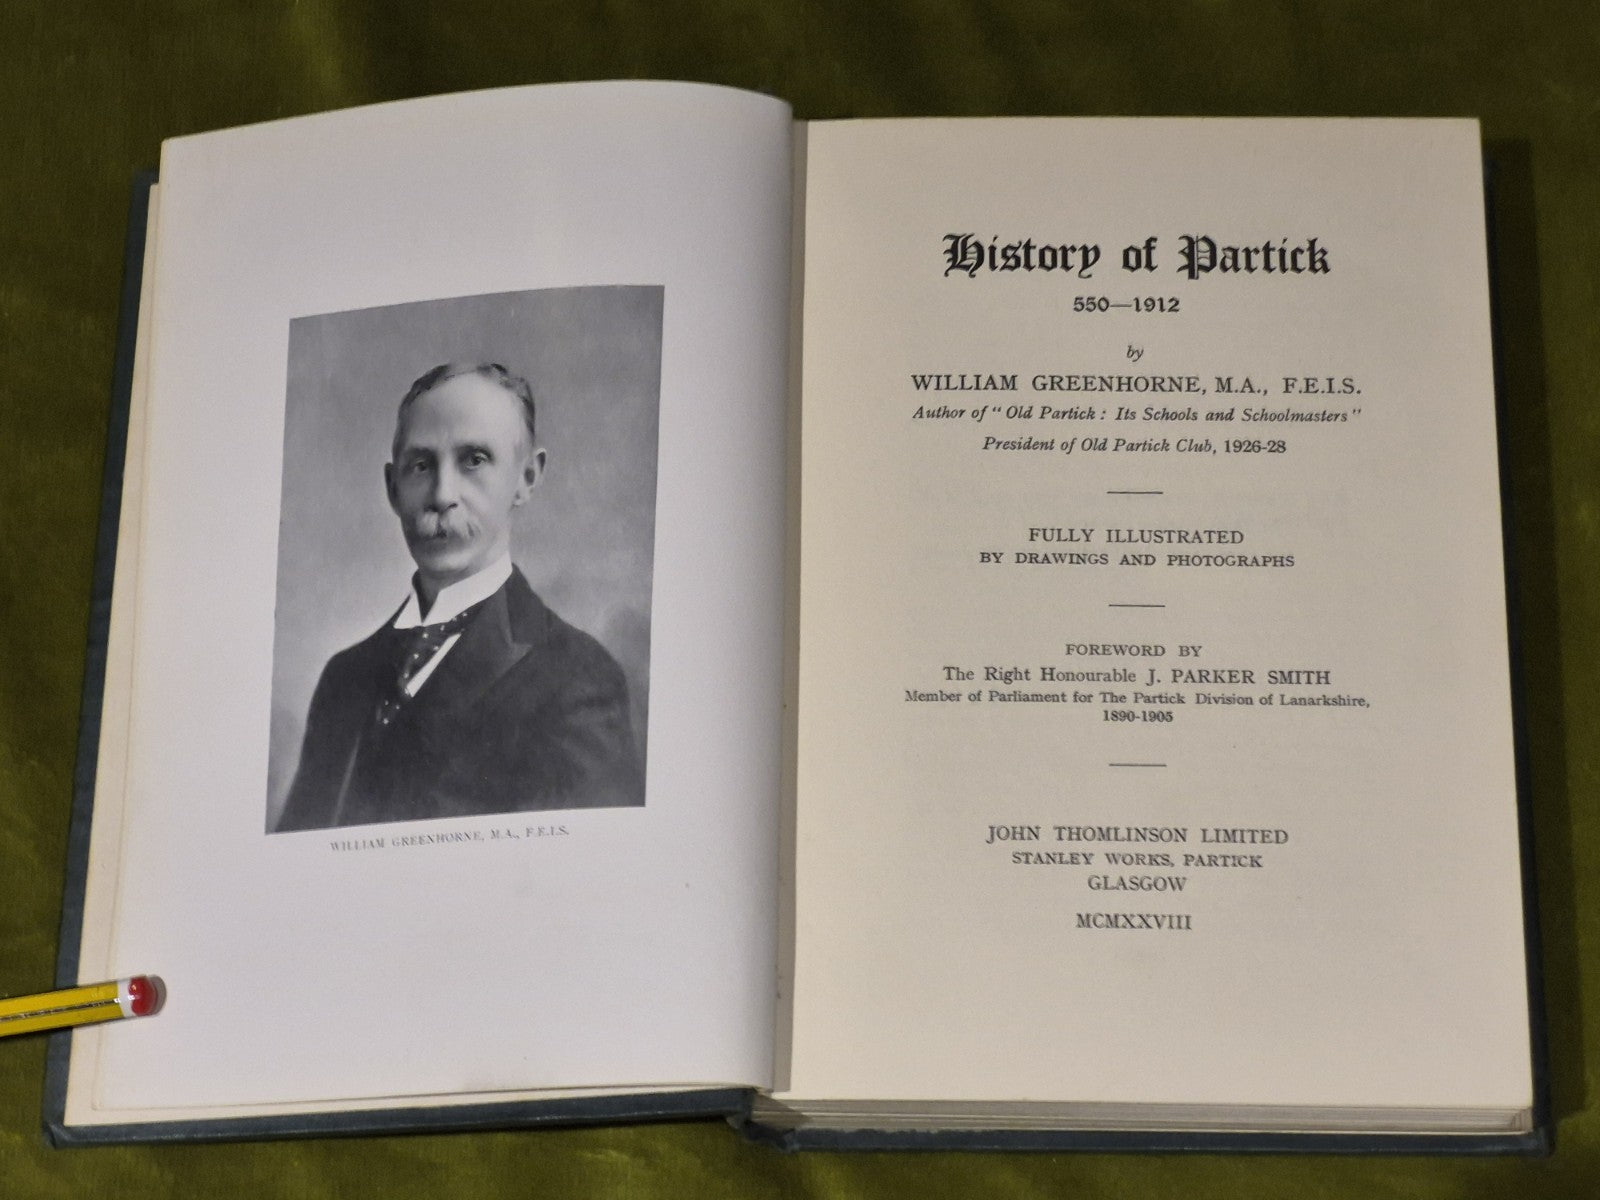 WILLIAM GREENHORNE, M.A., F.E.I.S.
History of Partick
550—1912
by
WILLIAM GREENHORNE, M.A., F.E.I.S.
Author of "Old Partick: Its Schools and Schoolmasters"
President of Old Partick Club, 1926-28
FULLY ILLUSTRATED
BY DRAWINGS AND PHOTOGRAPHS
FOREWORD BY
The Right Honourable J. PARKER SMITH
Member of Parliament for The Partick Division of Lanarkshire,
1890-1905
JOHN THOMLINSON LIMITED
STANLEY WORKS, PARTICK
GLASGOW
MCMXXVIII